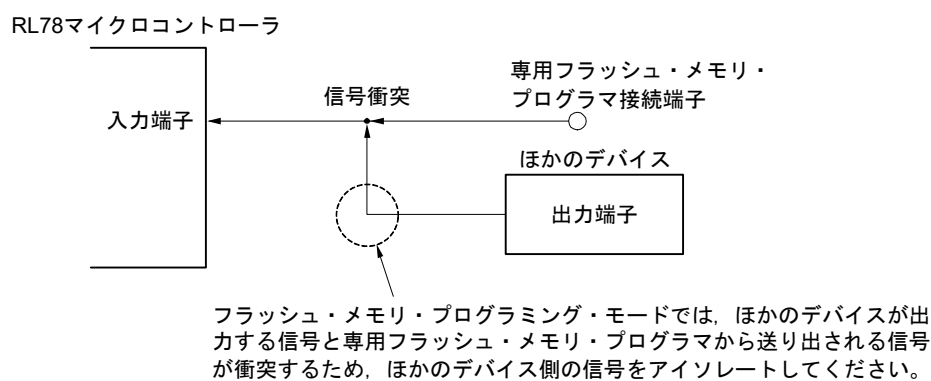 RL78マイクロコントローラ
専用フラッシュ・メモリ・
プログラマ接続端子
信号衝突
入力端子
ほかのデバイス
出力端子
フラッシュ・メモリ・プログラミング・モードでは，ほかのデバイスが出
力する信号と専用フラッシュ・メモリ・プログラマから送り出される信号
が衝突するため，ほかのデバイス側の信号をアイソレートしてください。